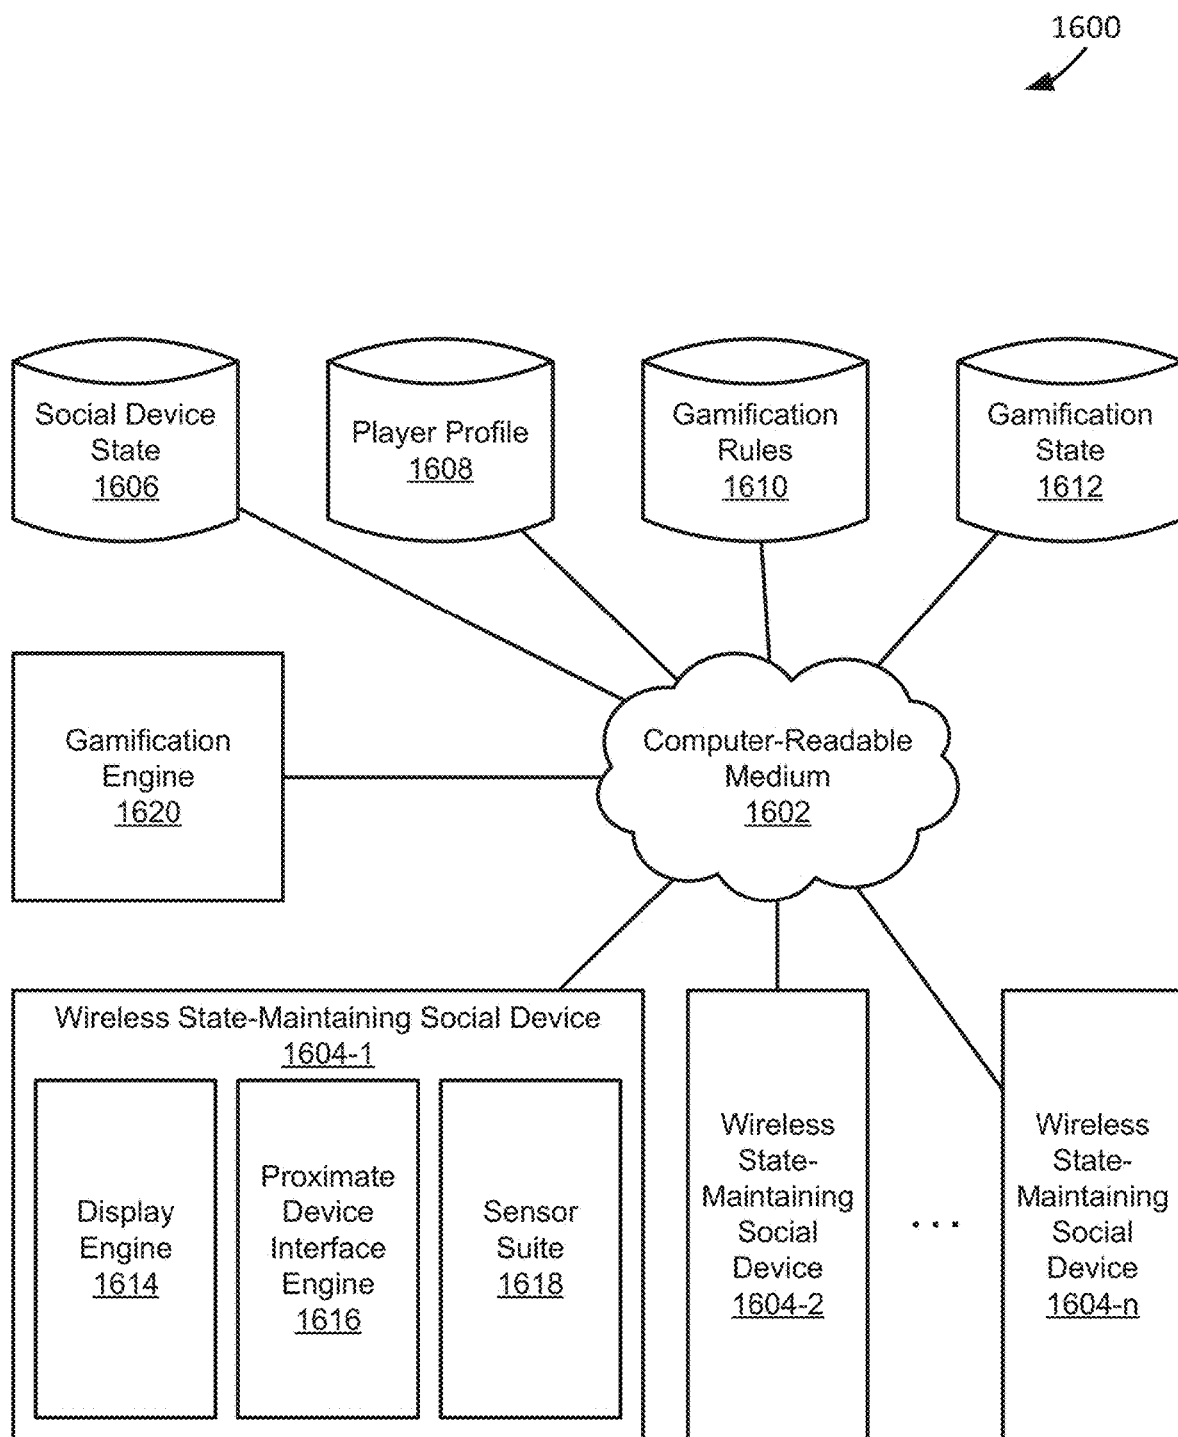 1600
Social Device
State
1606
Player Profile
1608
Gamification
Rules
1610
Gamification
State
1612
Gamification
Engine
1620
Computer-Readable
Medium
1602
Wireless State-Maintaining Social Device
1604-1
Display
Engine
1614
Proximate
Device
Interface
Engine
1616
Sensor
Suite
1618
Wireless
State-
Maintaining
Social
Device
1604-2
...
Wireless
State-
Maintaining
Social
Device
1604-n